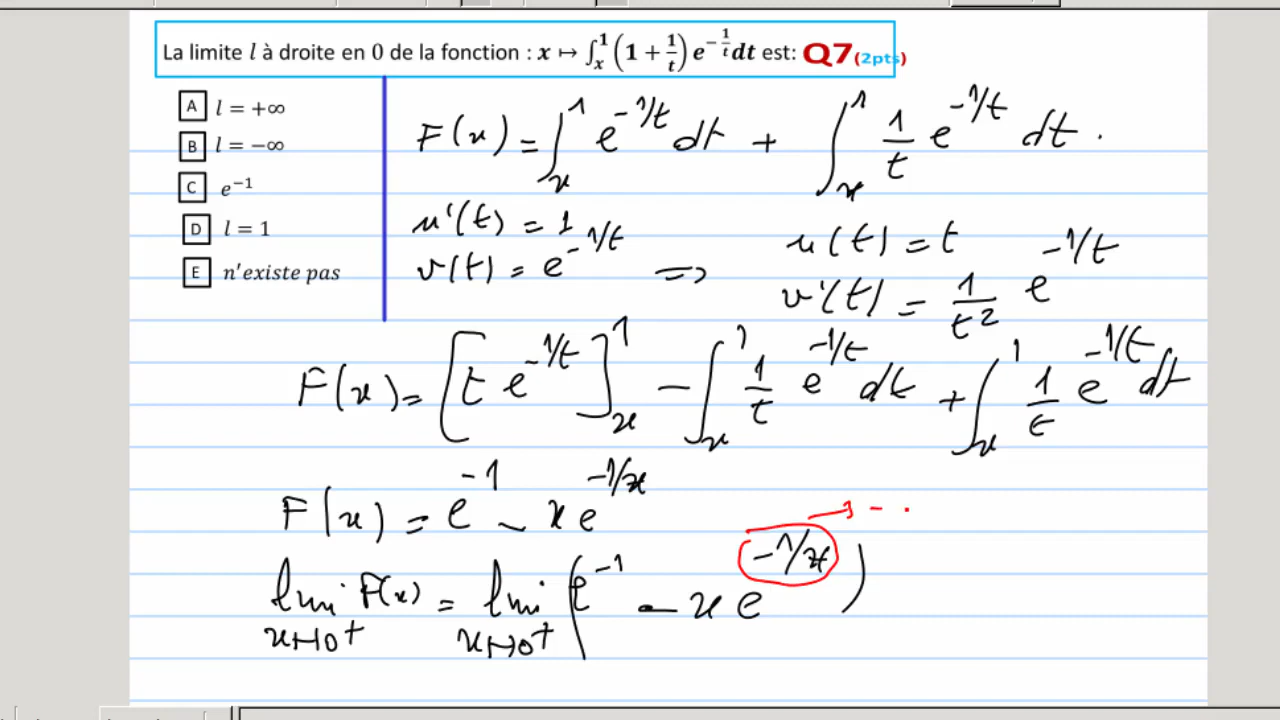 La limite l à droite en 0 de la fonction : x ↦ ∫ₓ¹ (1 + 1/t) e^(-1/t) dt est: Q7(2pts)
A l = +∞
B l = −∞
C e⁻¹
D l = 1
E n'existe pas
F(x) = ∫ₓ¹ e^(-1/t) dt + ∫ₓ¹ 1/t e^(-1/t) dt .
u'(t) = 1 u(t) = t
v(t) = e^(-1/t) => v'(t) = 1/t² e^(-1/t)
F(x) = [t e^(-1/t)]ₓ¹ − ∫ₓ¹ 1/t e^(-1/t) dt + ∫ₓ¹ 1/t e^(-1/t) dt
F(x) = e^(-1) − x e^(-1/x)
lim x→0⁺ F(x) = lim x→0⁺ (e^(-1) − x e^(-1/x)) → - .